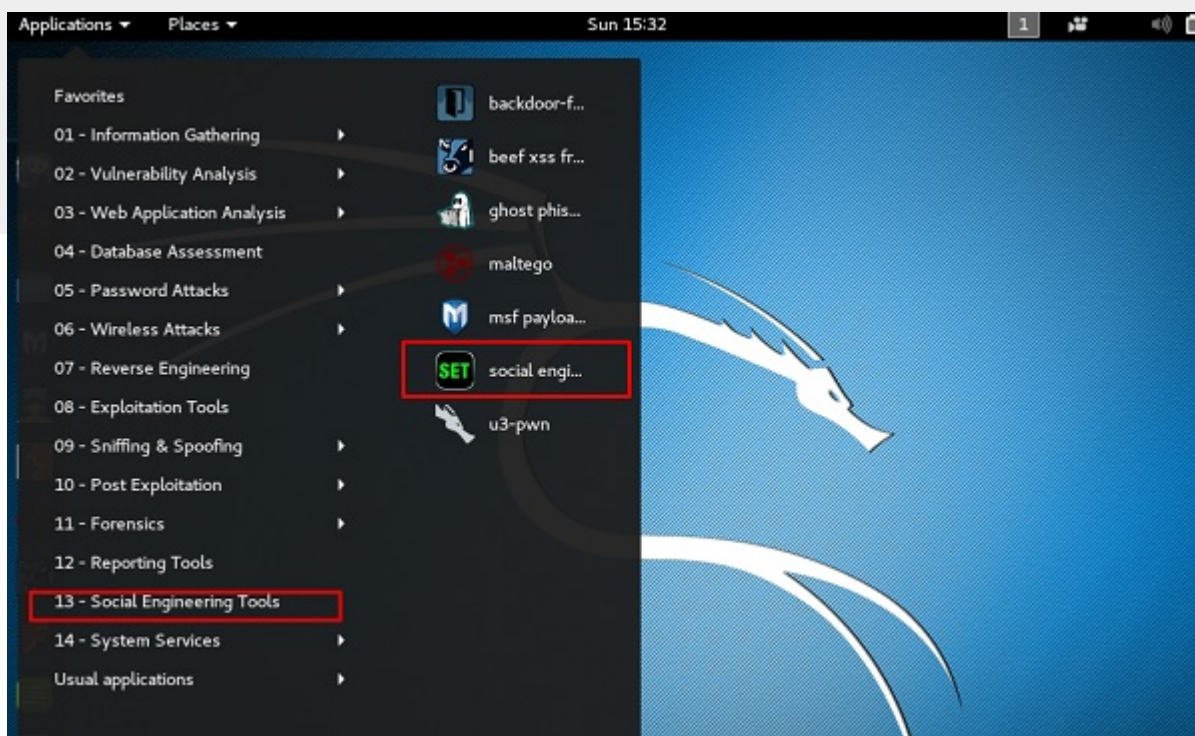 Applications Places Sun 15:32 1
Favorites
01 - Information Gathering
02 - Vulnerability Analysis
03 - Web Application Analysis
04 - Database Assessment
05 - Password Attacks
06 - Wireless Attacks
07 - Reverse Engineering
08 - Exploitation Tools
09 - Sniffing & Spoofing
10 - Post Exploitation
11 - Forensics
12 - Reporting Tools
13 - Social Engineering Tools
14 - System Services
Usual applications
backdoor-f...
beef xss fr...
ghost phis...
maltego
M msf payloa...
SET social engi...
u3-pwn